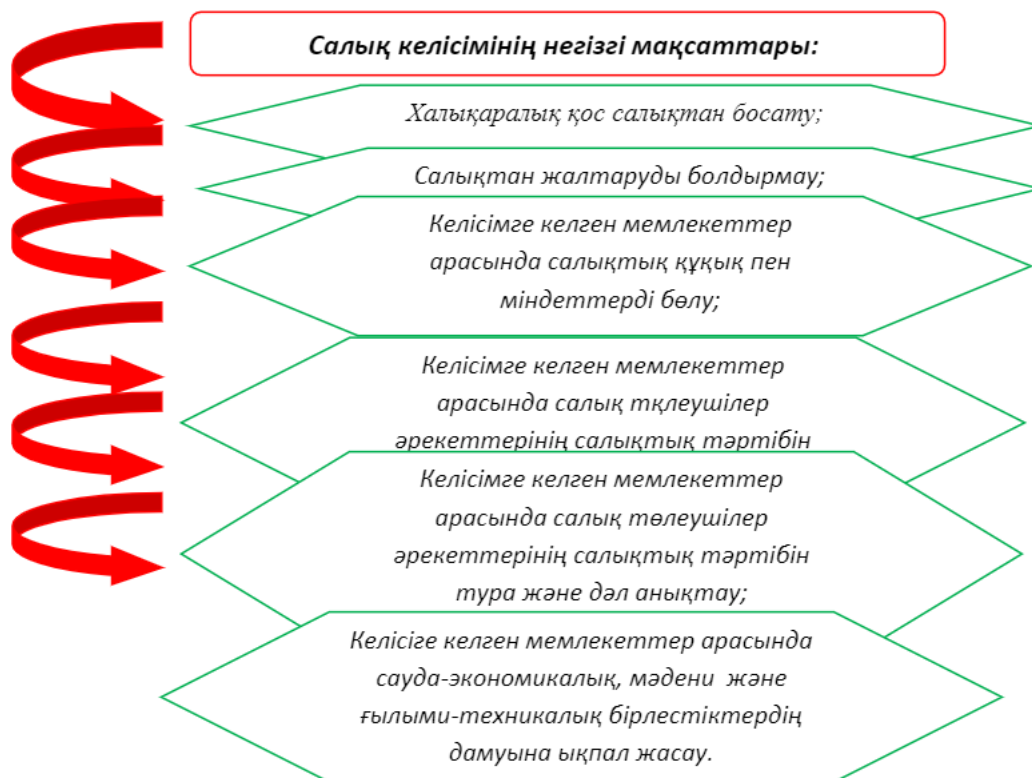 Салық келісімінің негізгі мақсаттары:
Халықаралық қос салықтан босату;
Салықтан жалтаруды болдырмау;
Келісімге келген мемлекеттер
арасында салықтық құқық пен
міндеттерді бөлу;
Келісімге келген мемлекеттер
арасында салық тқлеушілер
әрекеттерінің салықтық тәртібін
Келісімге келген мемлекеттер
арасында салық төлеушілер
әрекеттерінің салықтық тәртібін
тура және дәл анықтау;
Келісіге келген мемлекеттер арасында
сауда-экономикалық, мәдени және
ғылыми-техникалық бірлестіктердің
дамуына ықпал жасау.